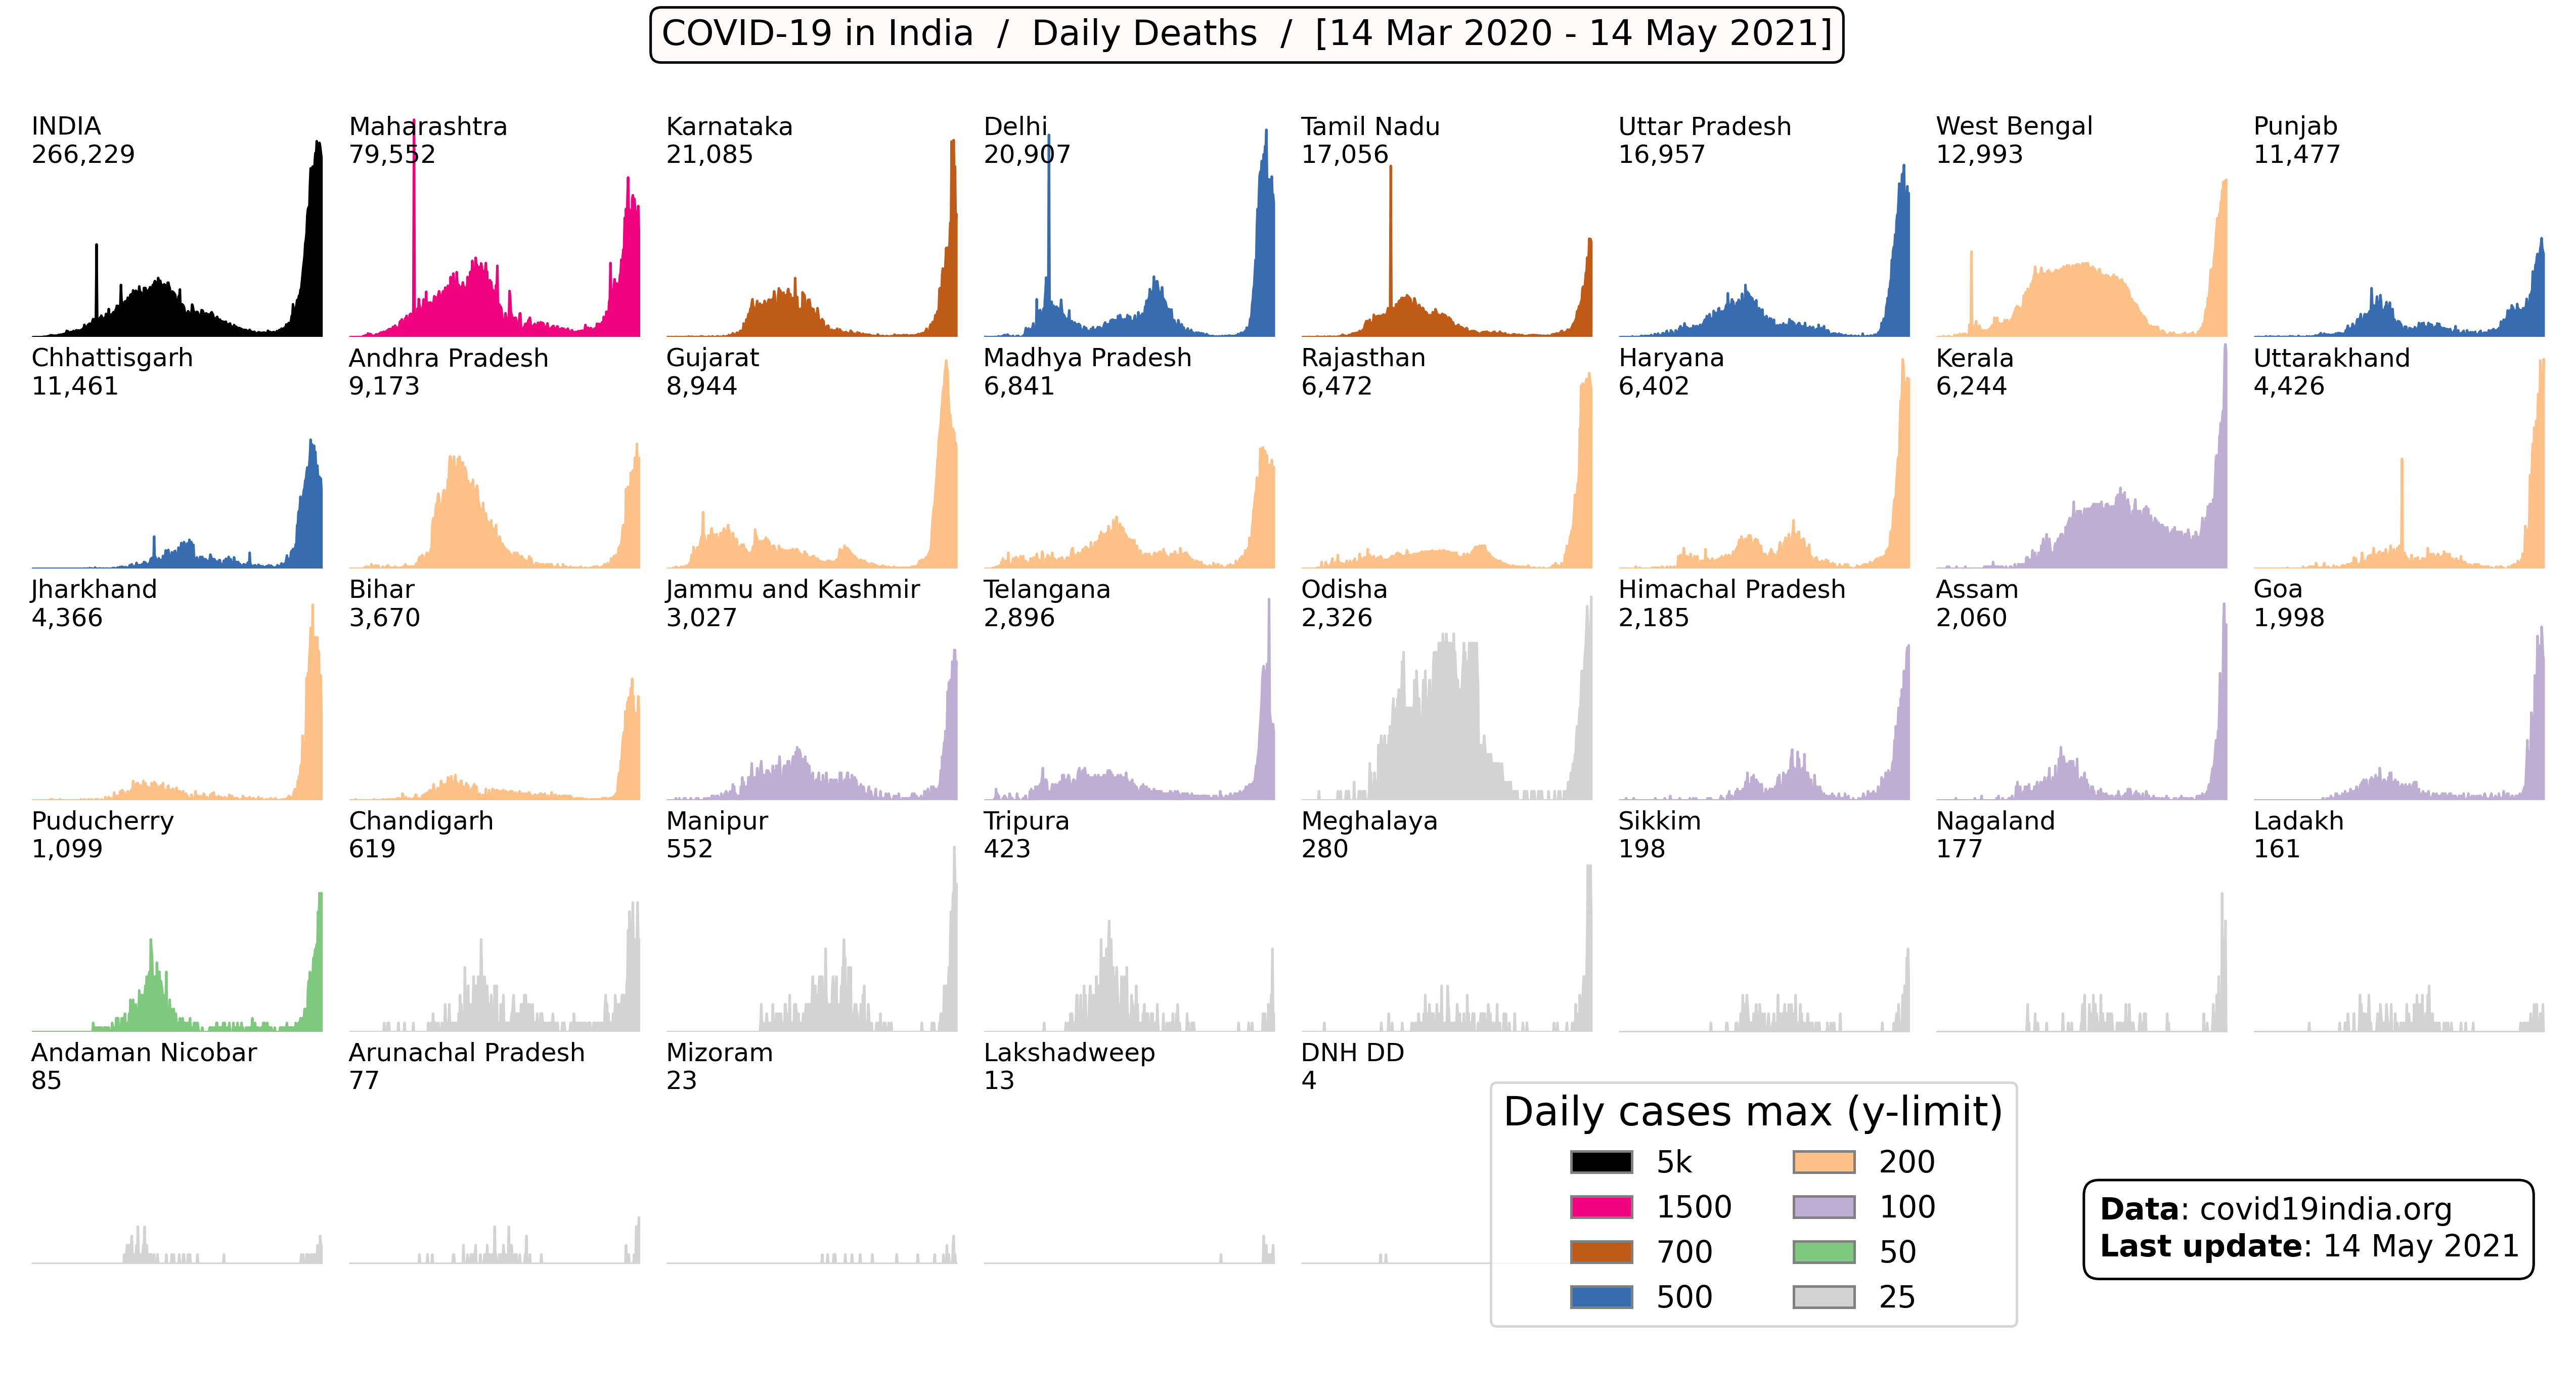 COVID-19 in India / Daily Deaths / [14 Mar 2020 - 14 May 2021]
INDIA
266,229
Maharashtra
79,552
Karnataka
21,085
Delhi
20,907
Tamil Nadu
17,056
Uttar Pradesh
16,957
West Bengal
12,993
Punjab
11,477
Chhattisgarh
11,461
Andhra Pradesh
9,173
Gujarat
8,944
Madhya Pradesh
6,841
Rajasthan
6,472
Haryana
6,402
Kerala
6,244
Uttarakhand
4,426
Jharkhand
4,366
Bihar
3,670
Jammu and Kashmir
3,027
Telangana
2,896
Odisha
2,326
Himachal Pradesh
2,185
Assam
2,060
Goa
1,998
Puducherry
1,099
Chandigarh
619
Manipur
552
Tripura
423
Meghalaya
280
Sikkim
198
Nagaland
177
Ladakh
161
Andaman Nicobar
85
Arunachal Pradesh
77
Mizoram
23
Lakshadweep
13
DNH DD
4
Daily cases max (y-limit)
5k
1500
700
500
200
100
50
25
Data: covid19india.org
Last update: 14 May 2021